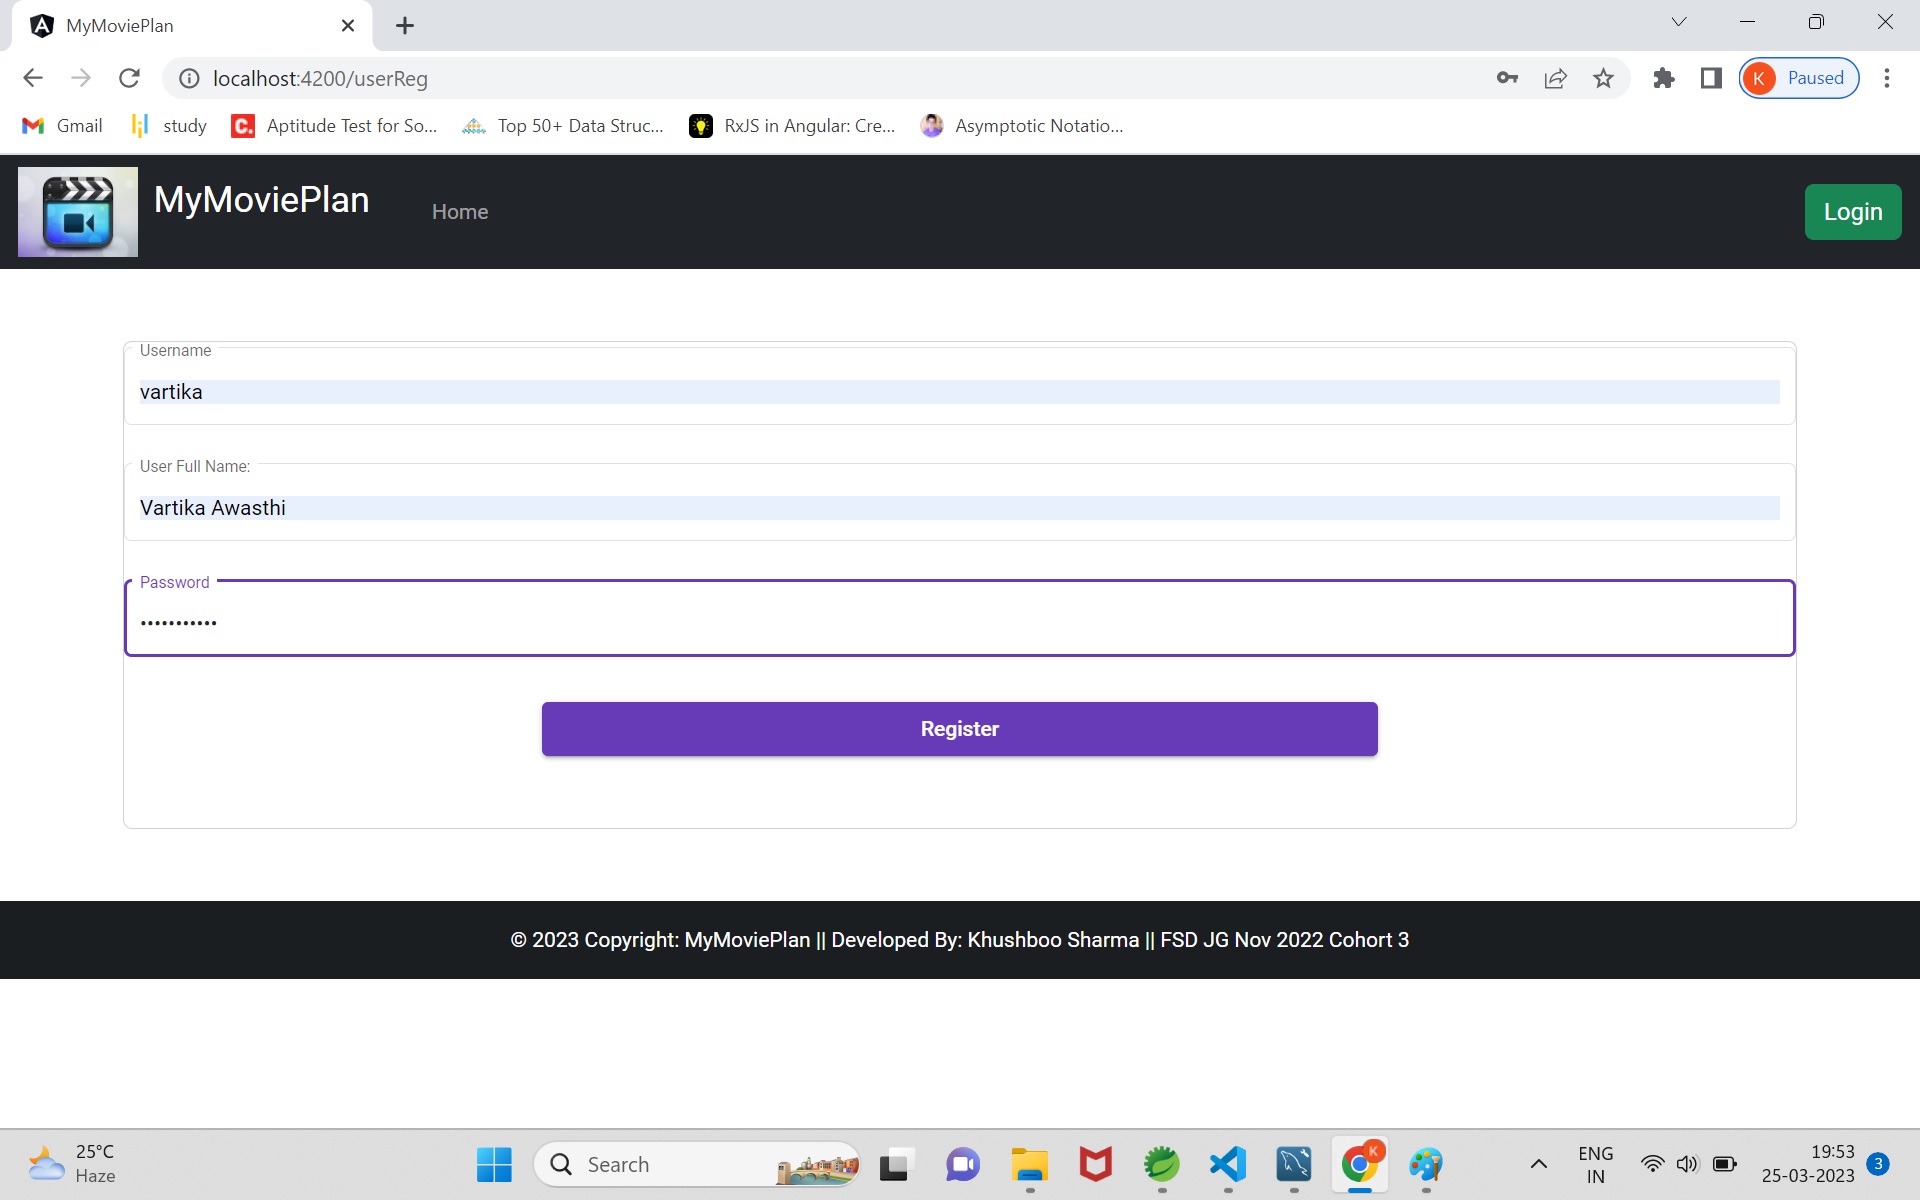 MyMoviePlan
localhost:4200/userReg
K Paused
Gmail study C. Aptitude Test for So... Top 50+ Data Struc... RxJS in Angular: Cre... Asymptotic Notatio...
MyMoviePlan Home Login
Username
vartika
User Full Name:
Vartika Awasthi
Password
•••••••••••
Register
© 2023 Copyright: MyMoviePlan || Developed By: Khushboo Sharma || FSD JG Nov 2022 Cohort 3
25°C
Haze
Search
K
ENG
IN
19:53
25-03-2023
3